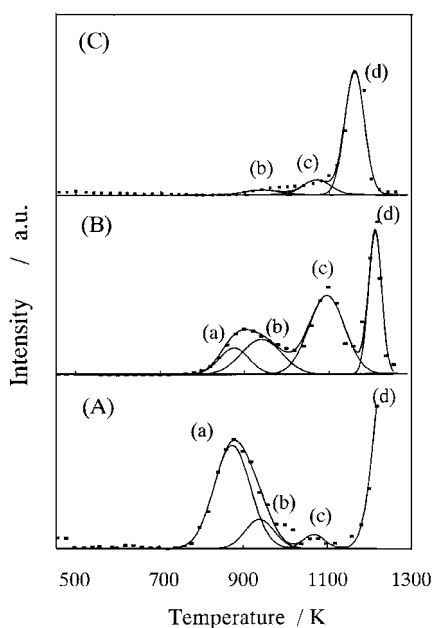 (C)
(d)
(b)
(c)
(B)
(d)
(c)
(a)
(b)
(A)
(d)
(a)
(b)
(c)
Intensity / a.u.
500 700 900 1100 1300
Temperature / K